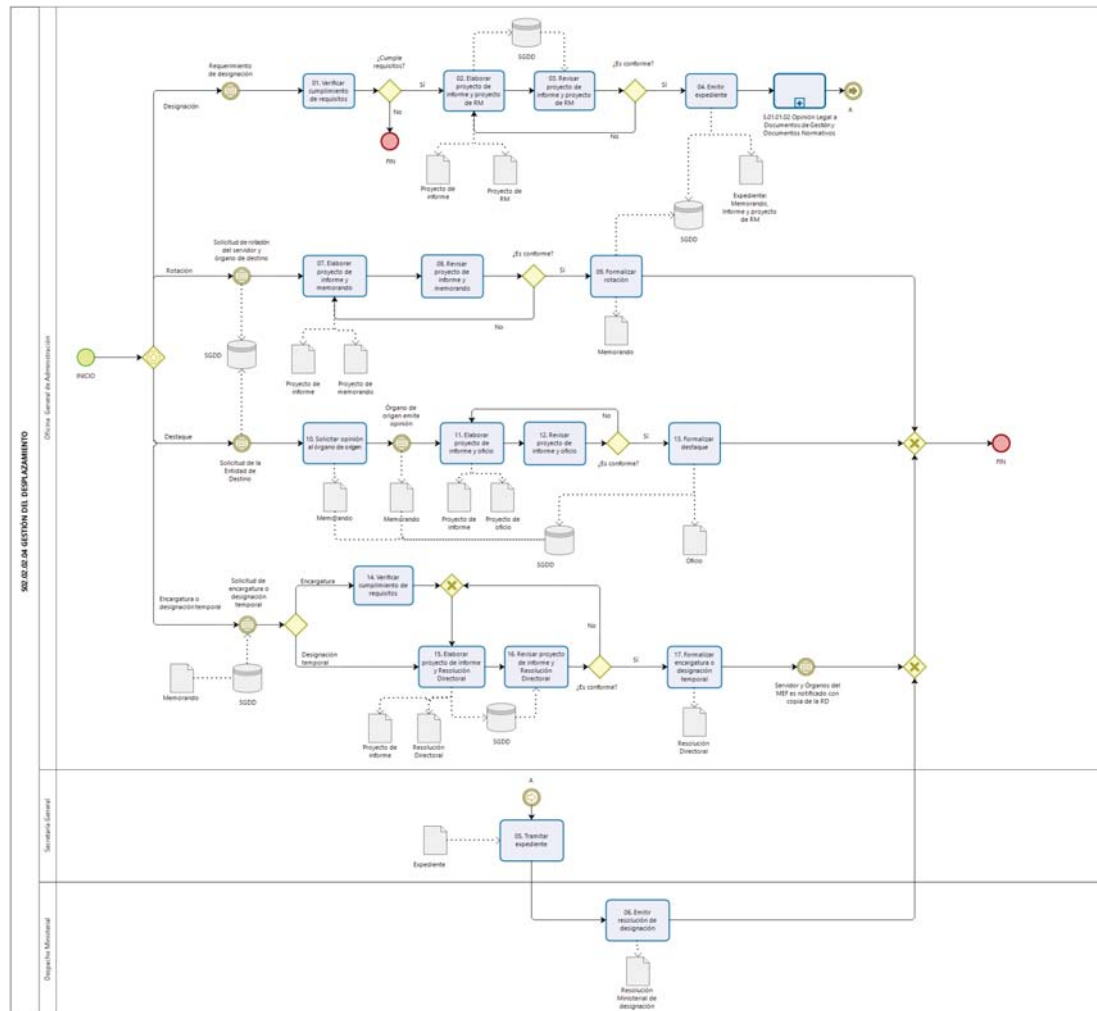 S02.02.02.04 GESTIÓN DEL DESPLAZAMIENTO
Oficina General de Administración
INICIO
Designación
Requerimiento
de designación
01. Verificar
cumplimiento
de requisitos
¿Cumple
requisitos?
Sí
No
FIN
02. Elaborar
proyecto de
informe y proyecto
de RM
SGDD
03. Revisar
proyecto de
informe y proyecto
de RM
¿Es conforme?
Sí
No
04. Emitir
expediente
S.01.01.02 Opinión Legal a
Documentos de Gestión y
Documentos Normativos
A
Proyecto de
informe
Proyecto de
RM
SGDD
Expediente:
Memorando,
Informe y proyecto
de RM
Rotación
Solicitud de rotación
del servidor y
órgano de destino
07. Elaborar
proyecto de
informe y
memorando
08. Revisar
proyecto de
informe y
memorando
¿Es conforme?
Sí
No
09. Formalizar
rotación
Memorando
SGDD
Proyecto de
informe
Proyecto de
memorando
Destaque
Solicitud de la
Entidad de
Destino
10. Solicitar opinión
al órgano de origen
Órgano de
origen emite
opinión
11. Elaborar
proyecto de
informe y oficio
12. Revisar
proyecto de
informe y oficio
No
¿Es conforme?
Sí
13. Formalizar
destaque
FIN
Memorando
Memorando
Proyecto de
informe
Proyecto de
oficio
SGDD
Oficio
Encargatura o
designación temporal
Solicitud de
encargatura o
designación
temporal
Encargatura
14. Verificar
cumplimiento de
requisitos
Designación
temporal
15. Elaborar
proyecto de informe
y Resolución
Directoral
16. Revisar proyecto
de informe y
Resolución
Directoral
No
¿Es conforme?
Sí
17. Formalizar
encargatura o
designación
temporal
Servidor y Órganos del
MEF es notificado con
copia de la RD
Memorando
SGDD
Proyecto de
informe
Resolución
Directoral
SGDD
Resolución
Directoral
Secretaría General
A
05. Tramitar
expediente
Expediente
Despacho Ministerial
06. Emitir
resolución de
designación
Resolución
Ministerial de
designación